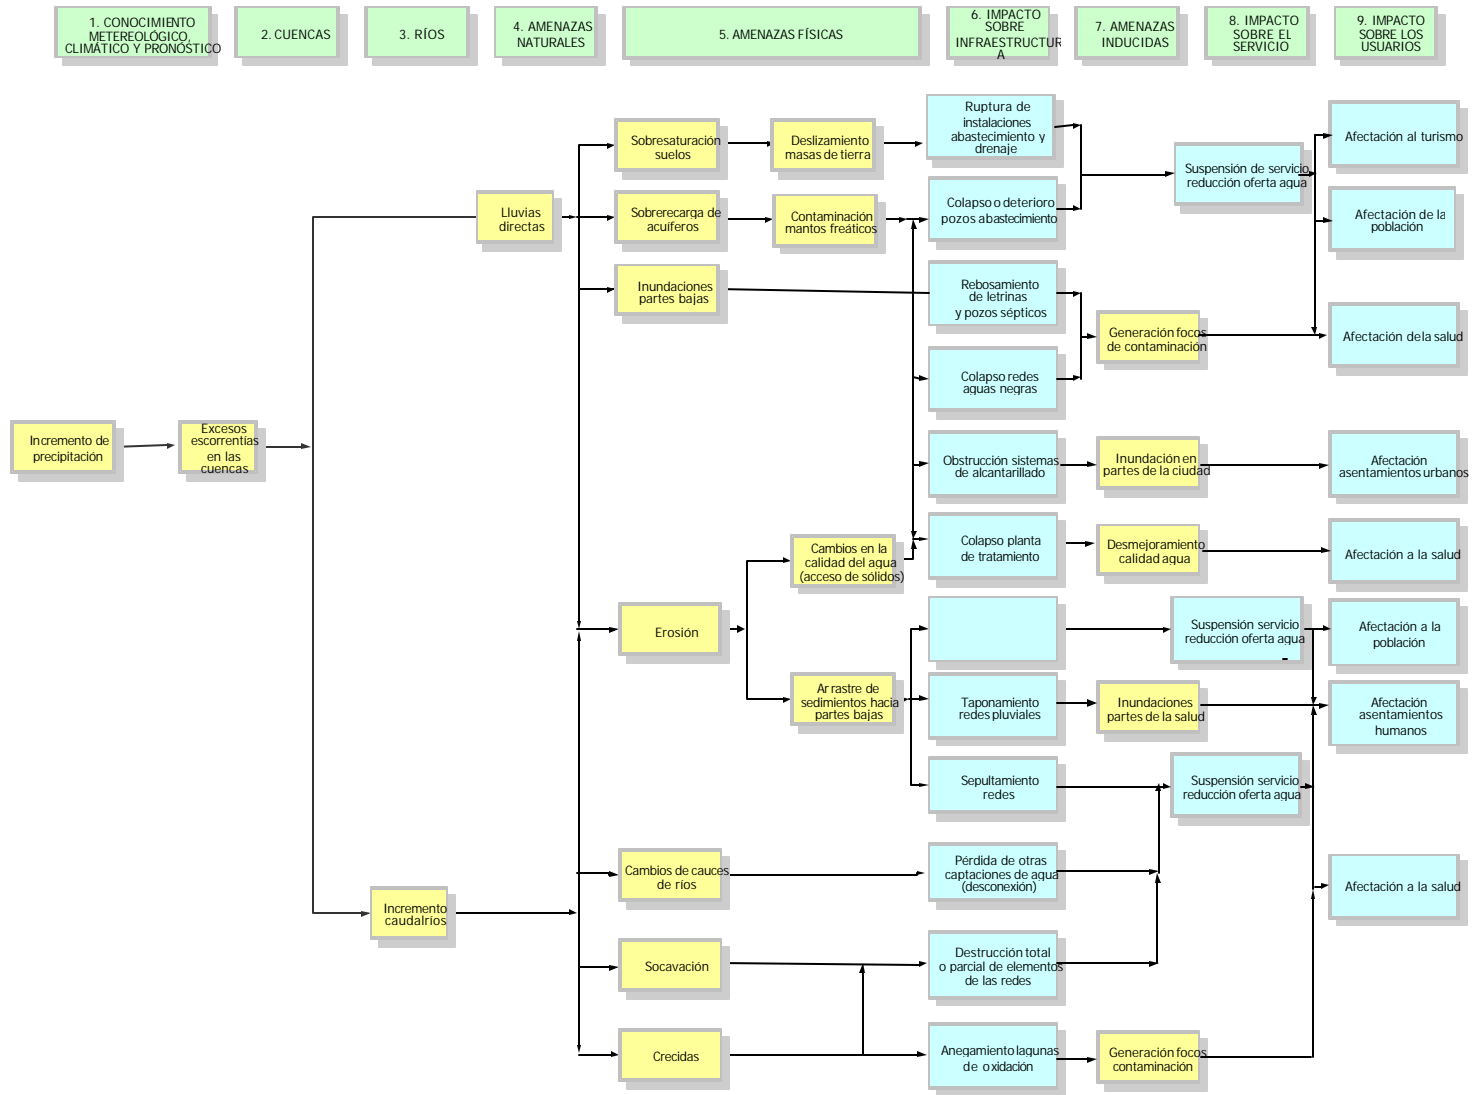 1. CONOCIMIENTO
METEREOLÓGICO,
CLIMÁTICO Y PRONÓSTICO
2. CUENCAS
3. RÍOS
4. AMENAZAS
NATURALES
5. AMENAZAS FÍSICAS
6. IMPACTO
SOBRE
INFRAESTRUCTUR
A
7. AMENAZAS
INDUCIDAS
8. IMPACTO
SOBRE EL
SERVICIO
9. IMPACTO
SOBRE LOS
USUARIOS
Sobresaturación
suelos
Deslizamiento
masas de tierra
Ruptura de
instalaciones
abastecimiento y
drenaje
Suspensión de servicio
reducción oferta agua
Afectación al turismo
Lluvias
directas
Sobrerecarga de
acuíferos
Contaminación
mantos freáticos
Colapso o deterioro
pozos abastecimiento
Afectación de la
población
Inundaciones
partes bajas
Rebosamiento
de letrinas
y pozos sépticos
Generación focos
de contaminación
Afectación de la salud
Colapso redes
aguas negras
Incremento de
precipitación
Excesos
escorrentías
en las
cuencas
Obstrucción sistemas
de alcantarillado
Inundación en
partes de la ciudad
Afectación
asentamientos urbanos
Cambios en la
calidad del agua
(acceso de sólidos)
Colapso planta
de tratamiento
Desmejoramiento
calidad agua
Afectación a la salud
Erosión
Suspensión servicio
reducción oferta agua
Afectación a la
población
Arrastre de
sedimientos hacia
partes bajas
Taponamiento
redes pluviales
Inundaciones
partes de la salud
Afectación
asentamientos
humanos
Sepultamiento
redes
Suspensión servicio
reducción oferta agua
Cambios de cauces
de ríos
Pérdida de otras
captaciones de agua
(desconexión)
Afectación a la salud
Incremento
caudalríos
Socavación
Destrucción total
o parcial de elementos
de las redes
Crecidas
Anegamiento lagunas
de oxidación
Generación focos
contaminación